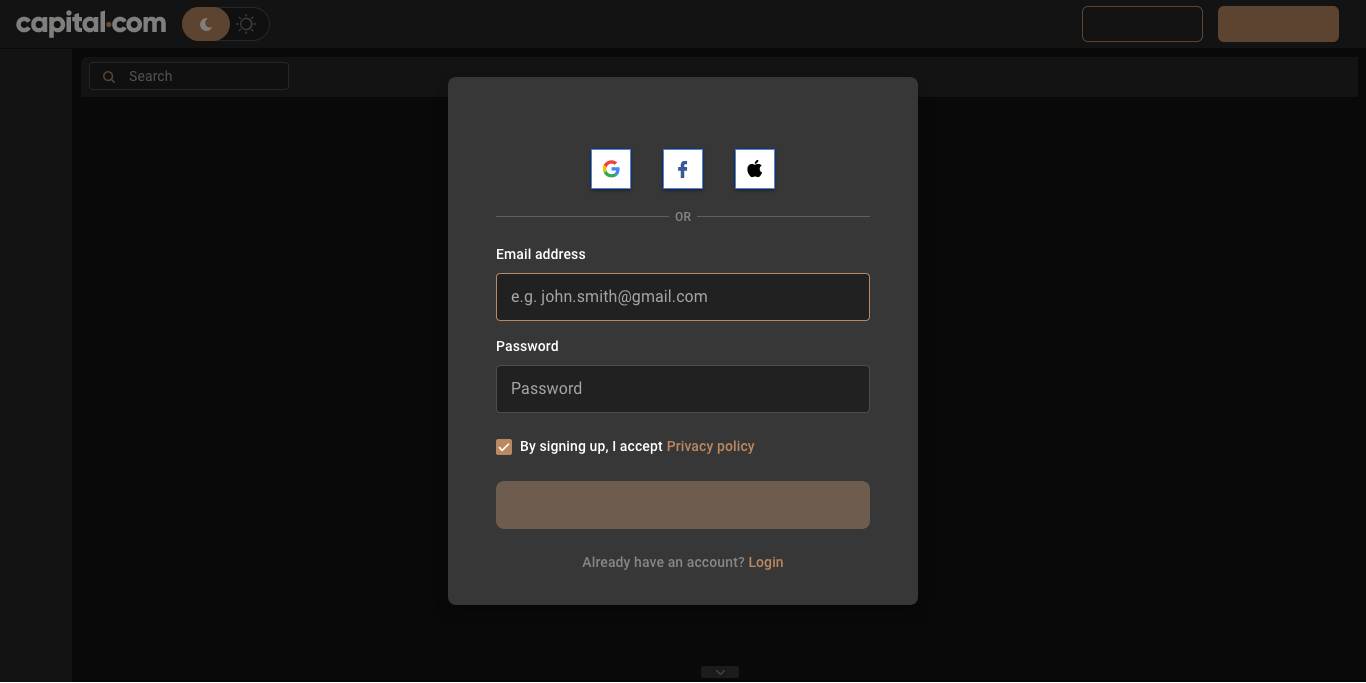 capital.com
Search
OR
Email address
e.g. john.smith@gmail.com
Password
Password
By signing up, I accept Privacy policy
Already have an account? Login